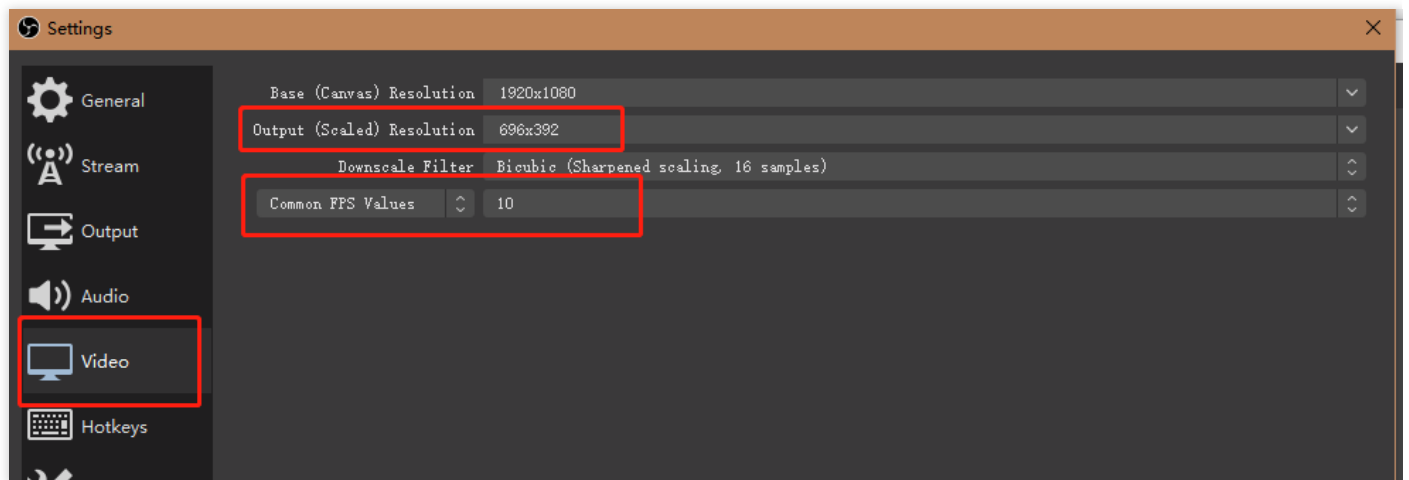 Settings
General
Stream
Output
Audio
Video
Hotkeys
Base (Canvas) Resolution 1920x1080
Output (Scaled) Resolution 696x392
Downscale Filter Bicubic (Sharpened scaling, 16 samples)
Common FPS Values 10